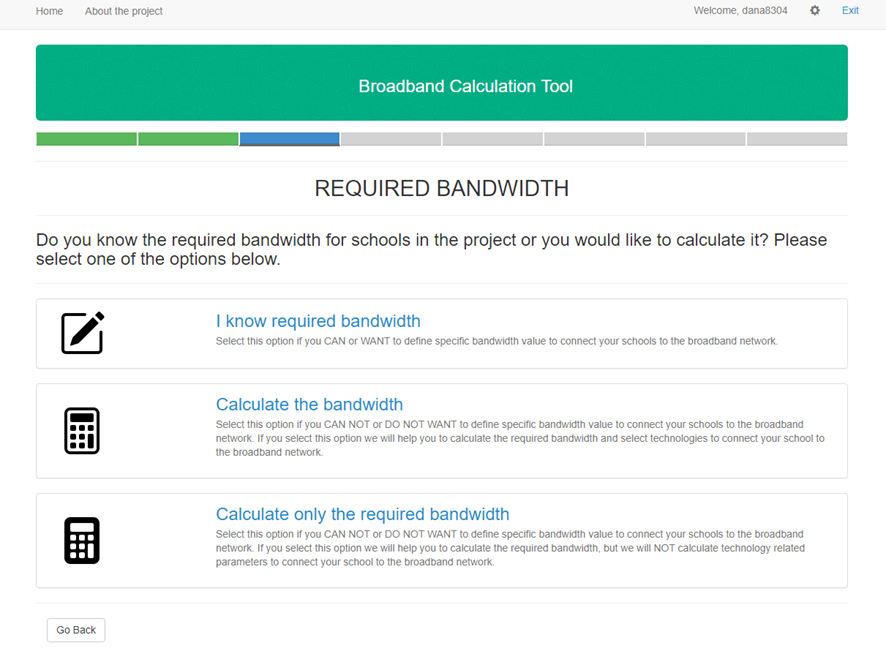 Home About the project Welcome, dana8304 Exit
Broadband Calculation Tool
REQUIRED BANDWIDTH
Do you know the required bandwidth for schools in the project or you would like to calculate it? Please
select one of the options below.
I know required bandwidth
Select this option if you CAN or WANT to define specific bandwidth value to connect your schools to the broadband network.
Calculate the bandwidth
Select this option if you CAN NOT or DO NOT WANT to define specific bandwidth value to connect your schools to the broadband
network. If you select this option we will help you to calculate the required bandwidth and select technologies to connect your school to
the broadband network.
Calculate only the required bandwidth
Select this option if you CAN NOT or DO NOT WANT to define specific bandwidth value to connect your schools to the broadband
network. If you select this option we will help you to calculate the required bandwidth, but we will NOT calculate technology related
parameters to connect your school to the broadband network.
Go Back